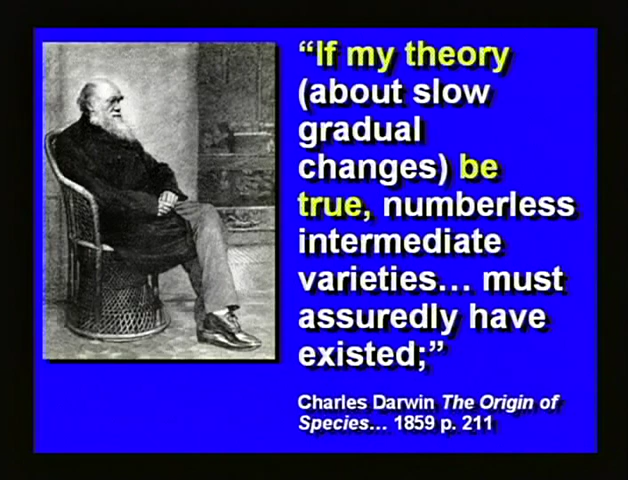 “If my theory
(about slow
gradual
changes) be
true, numberless
intermediate
varieties… must
assuredly have
existed;”
Charles Darwin The Origin of
Species… 1859 p. 211